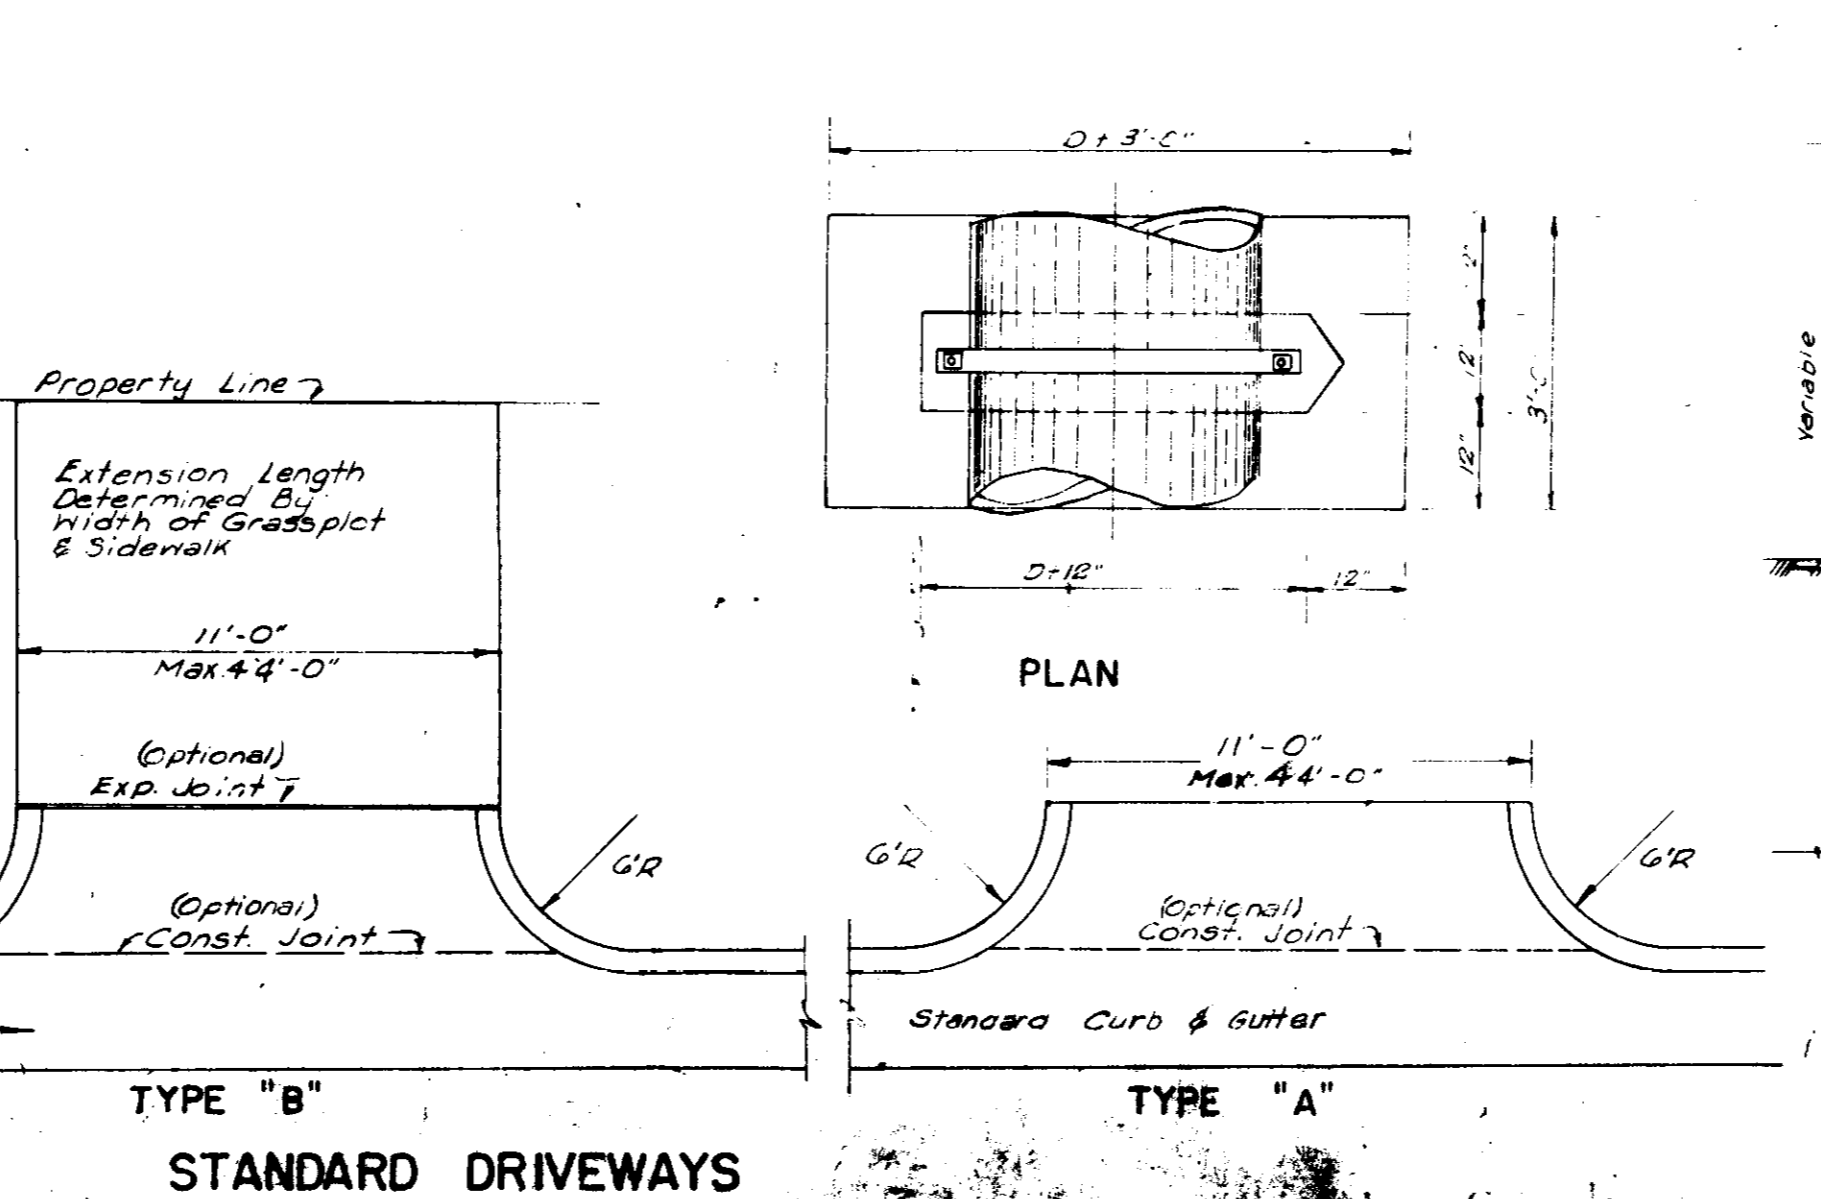 D + 3'-0"
12"
12"
3'-0"
Variable
Property Line
Extension Length
Determined By
Width of Grassplot
& Sidewalk
D+12"
12"
11'-0"
Max. 44'-0"
PLAN
(Optional)
Exp. Joint
11'-0"
Max. 44'-0"
6'R
6'R
6'R
(Optional)
Const. Joint
(Optional)
Const. Joint
Standard Curb & Gutter
TYPE "B"
TYPE "A"
STANDARD DRIVEWAYS